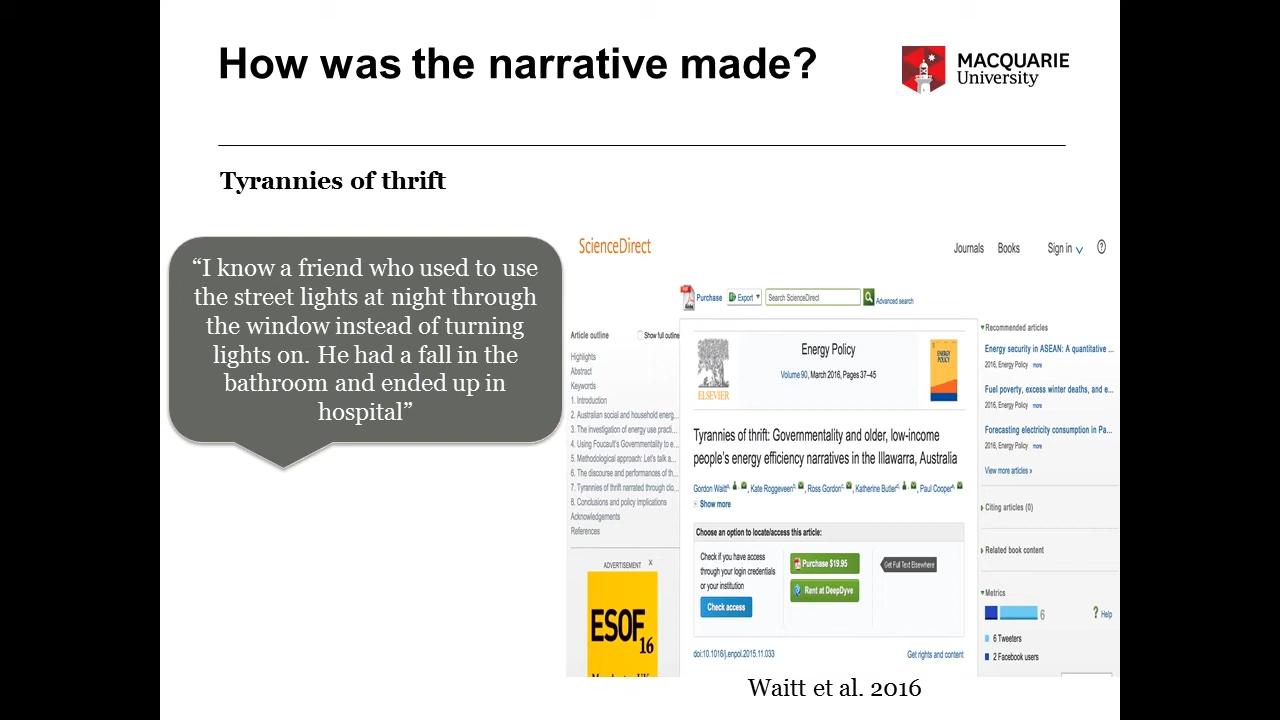 How was the narrative made?
MACQUARIE
University
Tyrannies of thrift
“I know a friend who used to use
the street lights at night through
the window instead of turning
lights on. He had a fall in the
bathroom and ended up in
hospital”
ScienceDirect
Journals Books Sign in ?
Purchase Export Search ScienceDirect Advanced search
Article outline Show full outline
Highlights
Abstract
Keywords
1. Introduction
2. Australian social and household energ...
3. The investigation of energy use practi...
4. Using Foucault's Governmentality to e...
5. Methodological approach: Let's talk a...
6. The discourse and performances of th...
7. Tyrannies of thrift narrated through clo...
8. Conclusions and policy implications
Acknowledgements
References
ADVERTISEMENT X
ESOF
16
ELSEVIER
Energy Policy
Volume 90, March 2016, Pages 37–45
ENERGY
POLICY
Tyrannies of thrift: Governmentality and older, low-income
people's energy efficiency narratives in the Illawarra, Australia
Gordon Waitt, Kate Roggeveen, Ross Gordon, Katherine Butler, Paul Cooper
Show more
Choose an option to locate/access this article:
Check if you have access
through your login credentials
or your institution
Check access
Purchase $19.95
Rent at DeepDyve
Get Full Text Elsewhere
doi:10.1016/j.enpol.2015.11.033
Get rights and content
Recommended articles
Energy security in ASEAN: A quantitative ...
2016, Energy Policy more
Fuel poverty, excess winter deaths, and e...
2016, Energy Policy more
Forecasting electricity consumption in Pa...
2016, Energy Policy more
View more articles »
Citing articles (0)
Related book content
Metrics
6
? Help
6 Tweeters
2 Facebook users
Waitt et al. 2016